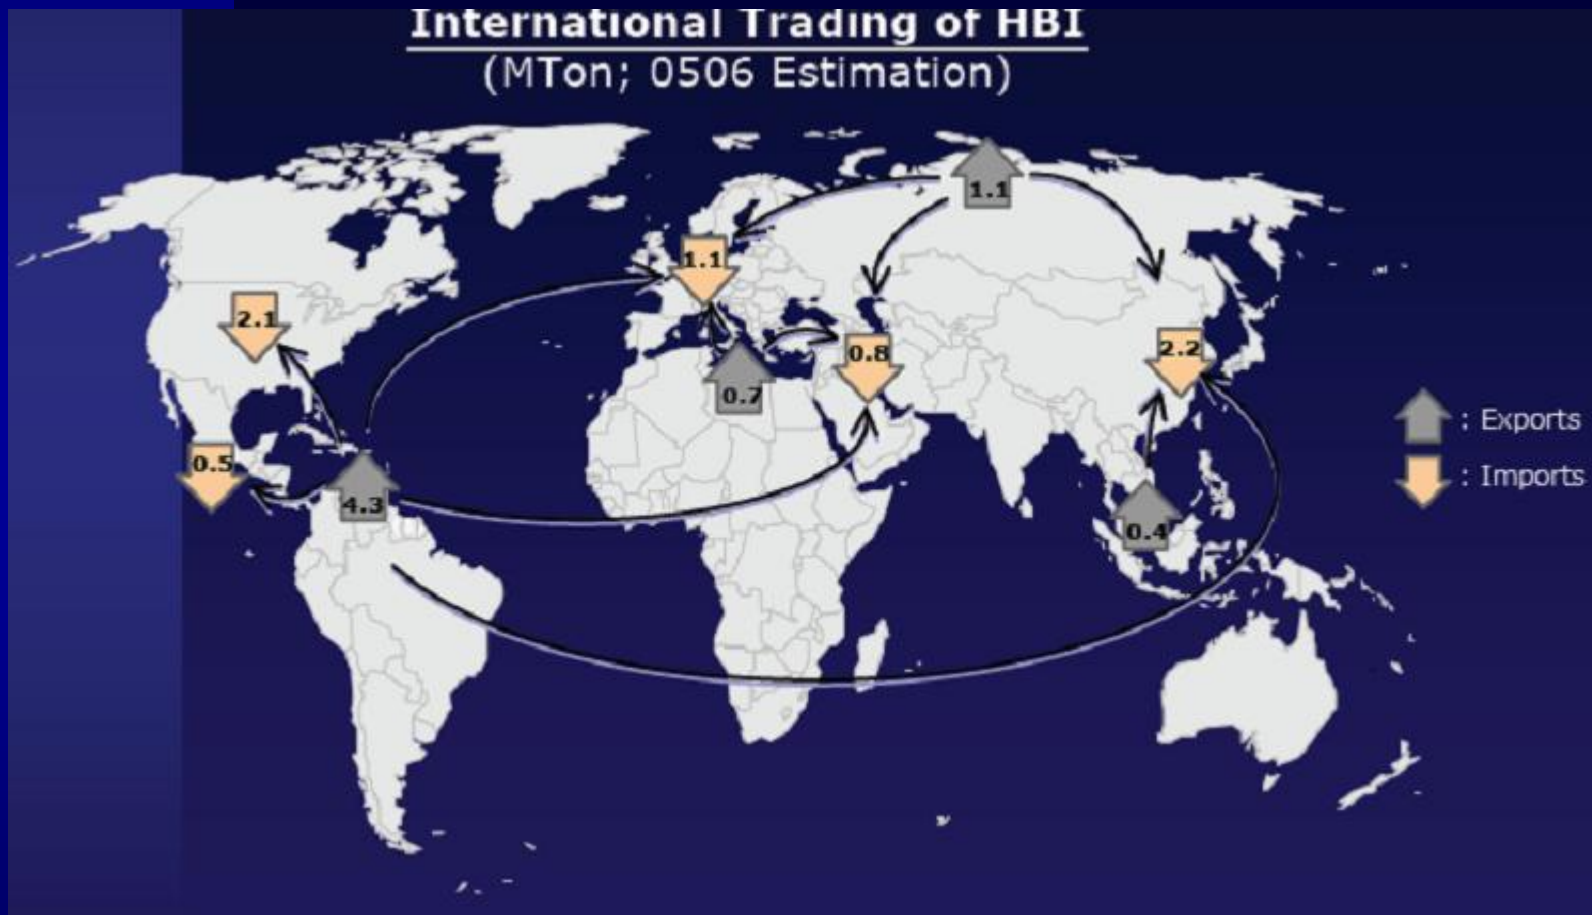 International Trading of HBI
(MTon; 0506 Estimation)
1.1
1.1
2.1
0.8
2.2
0.7
: Exports
0.5
: Imports
4.3
0.4